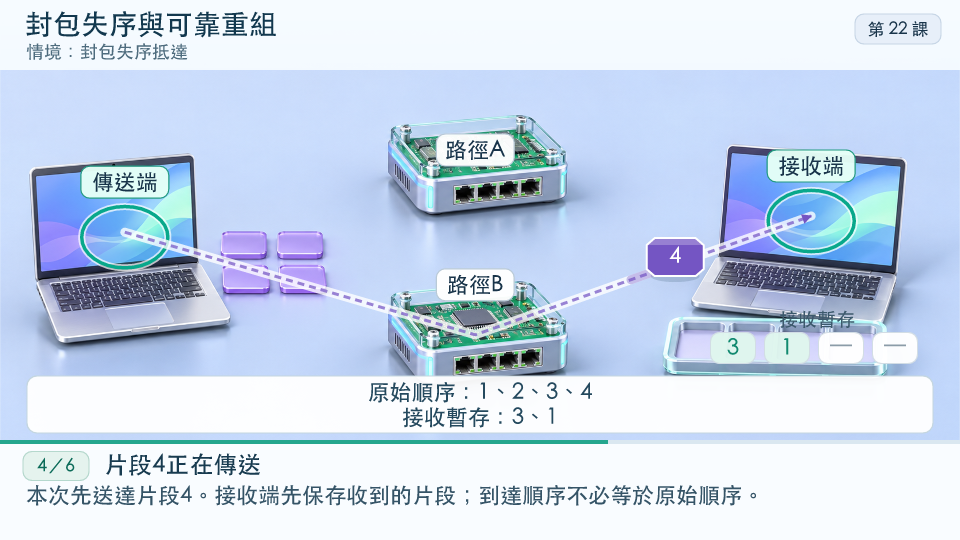 封包失序與可靠重組
情境：封包失序抵達
第 22 課
路徑A
傳送端
接收端
4
路徑B
接收暫存
3 1 — —
原始順序：1、2、3、4
接收暫存：3、1
4／6 片段4正在傳送
本次先送達片段4。接收端先保存收到的片段；到達順序不必等於原始順序。